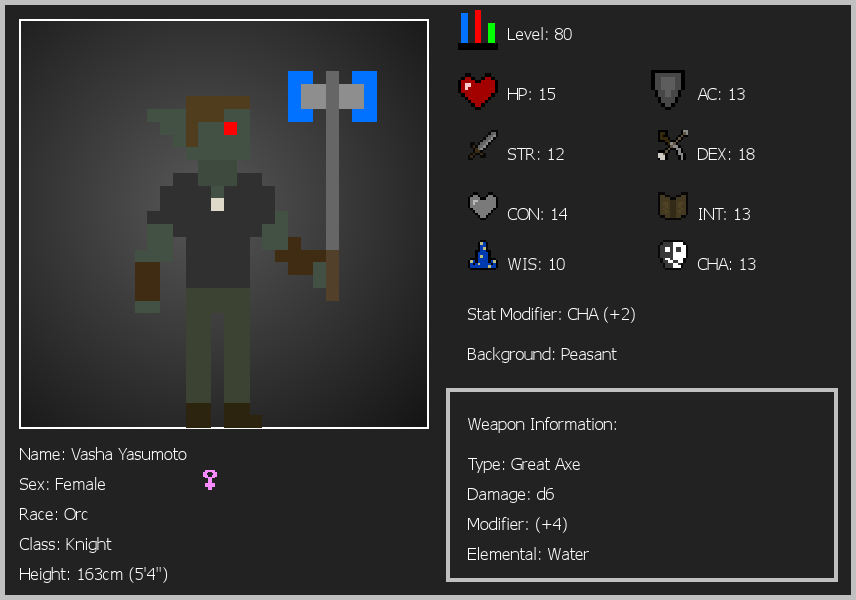 Level: 80
HP: 15
AC: 13
STR: 12
DEX: 18
CON: 14
INT: 13
WIS: 10
CHA: 13
Stat Modifier: CHA (+2)
Background: Peasant
Weapon Information:
Type: Great Axe
Damage: d6
Modifier: (+4)
Elemental: Water
Name: Vasha Yasumoto
Sex: Female
Race: Orc
Class: Knight
Height: 163cm (5'4")